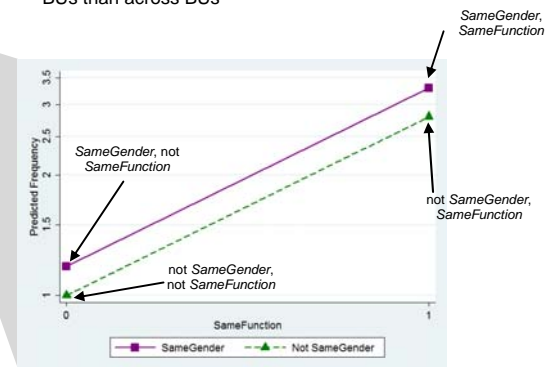 BUs than across BUs
SameGender,
SameFunction
3.5
3
2.5
2
1.5
1
Predicted Frequency
SameGender, not
SameFunction
not SameGender,
SameFunction
not SameGender,
not SameFunction
0
1
SameFunction
SameGender
Not SameGender